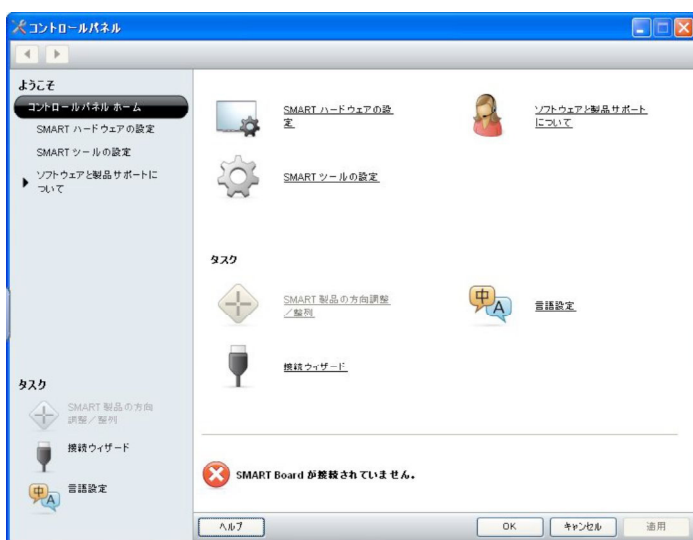 コントロールパネル
ようこそ
コントロールパネル ホーム
SMART ハードウェアの設定
SMART ツールの設定
ソフトウェアと製品サポートに
ついて
SMART ハードウェアの設
定
ソフトウェアと製品サポート
について
SMART ツールの設定
タスク
SMART 製品の方向調整
／整列
言語設定
接続ウィザード
タスク
SMART 製品の方向
調整／整列
接続ウィザード
言語設定
SMART Board が接続されていません。
ヘルプ
OK
キャンセル
適用